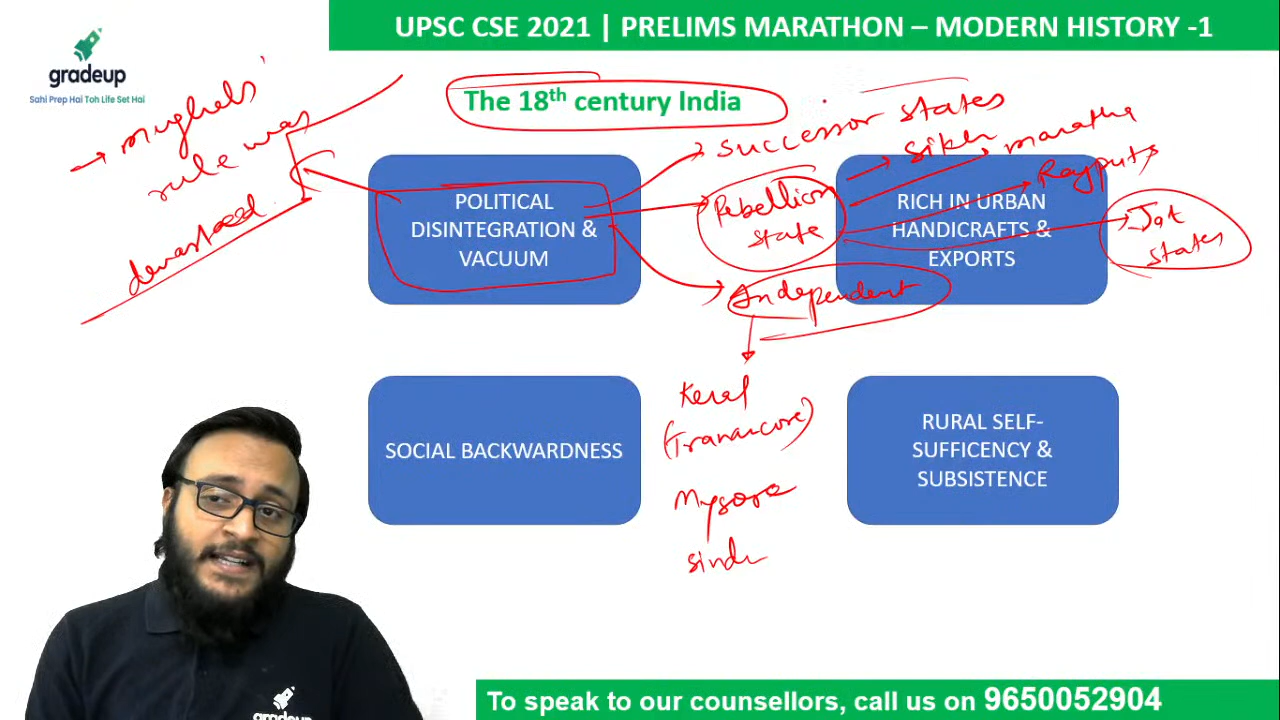 UPSC CSE 2021 | PRELIMS MARATHON – MODERN HISTORY -1
gradeup
Sahi Prep Hai Toh Life Set Hai
The 18th century India
→ mughals'
rule was
successor states
Sikh
maratha
Rajputs
Jat
states
Rebellion
state
Independent
POLITICAL
DISINTEGRATION &
VACUUM
RICH IN URBAN
HANDICRAFTS &
EXPORTS
Keral
(Travancore)
Mysore
sindh
SOCIAL BACKWARDNESS
RURAL SELF-
SUFFICENCY &
SUBSISTENCE
gradeup
To speak to our counsellors, call us on 9650052904